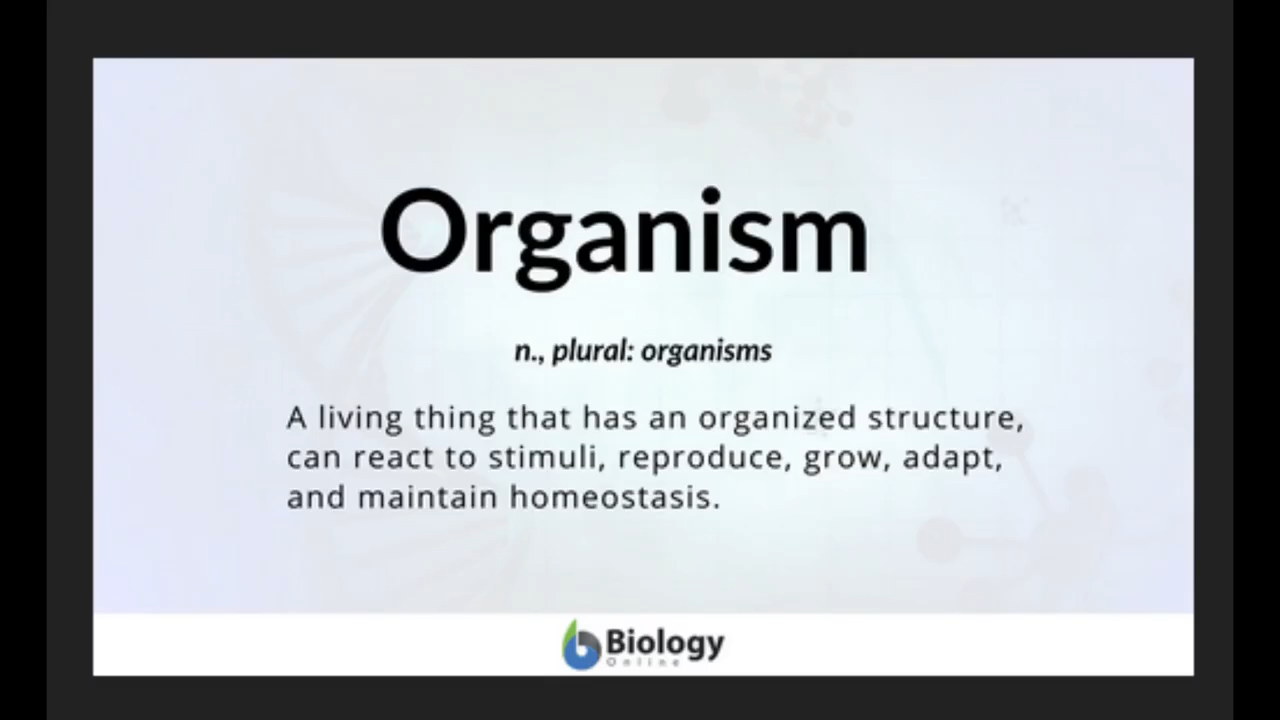 Organism
n., plural: organisms
A living thing that has an organized structure,
can react to stimuli, reproduce, grow, adapt,
and maintain homeostasis.
Biology
Online